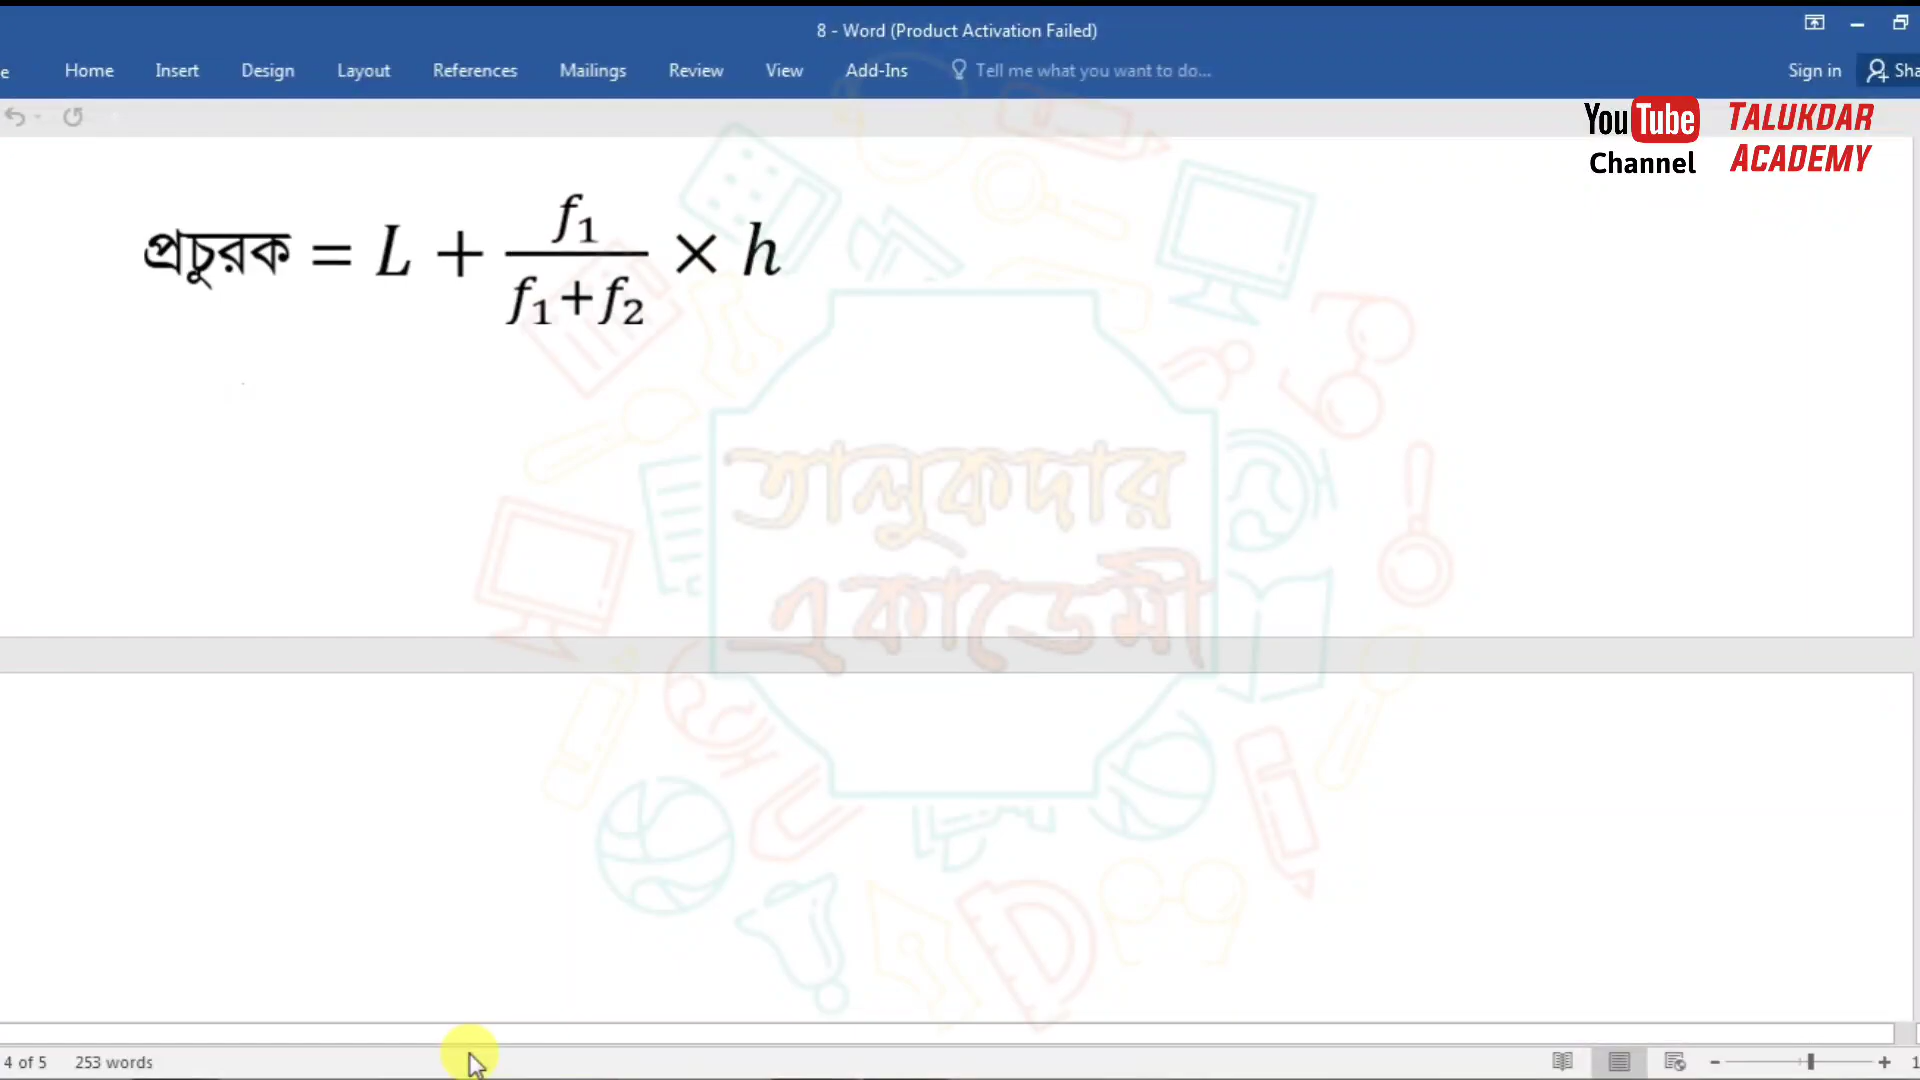 8 - Word (Product Activation Failed)
Home Insert Design Layout References Mailings Review View Add-Ins Tell me what you want to do... Sign in
YouTube Channel
TALUKDAR ACADEMY
প্রচুরক = L + f₁/(f₁+f₂) × h
তালুকদার
একাডেমী
4 of 5 253 words